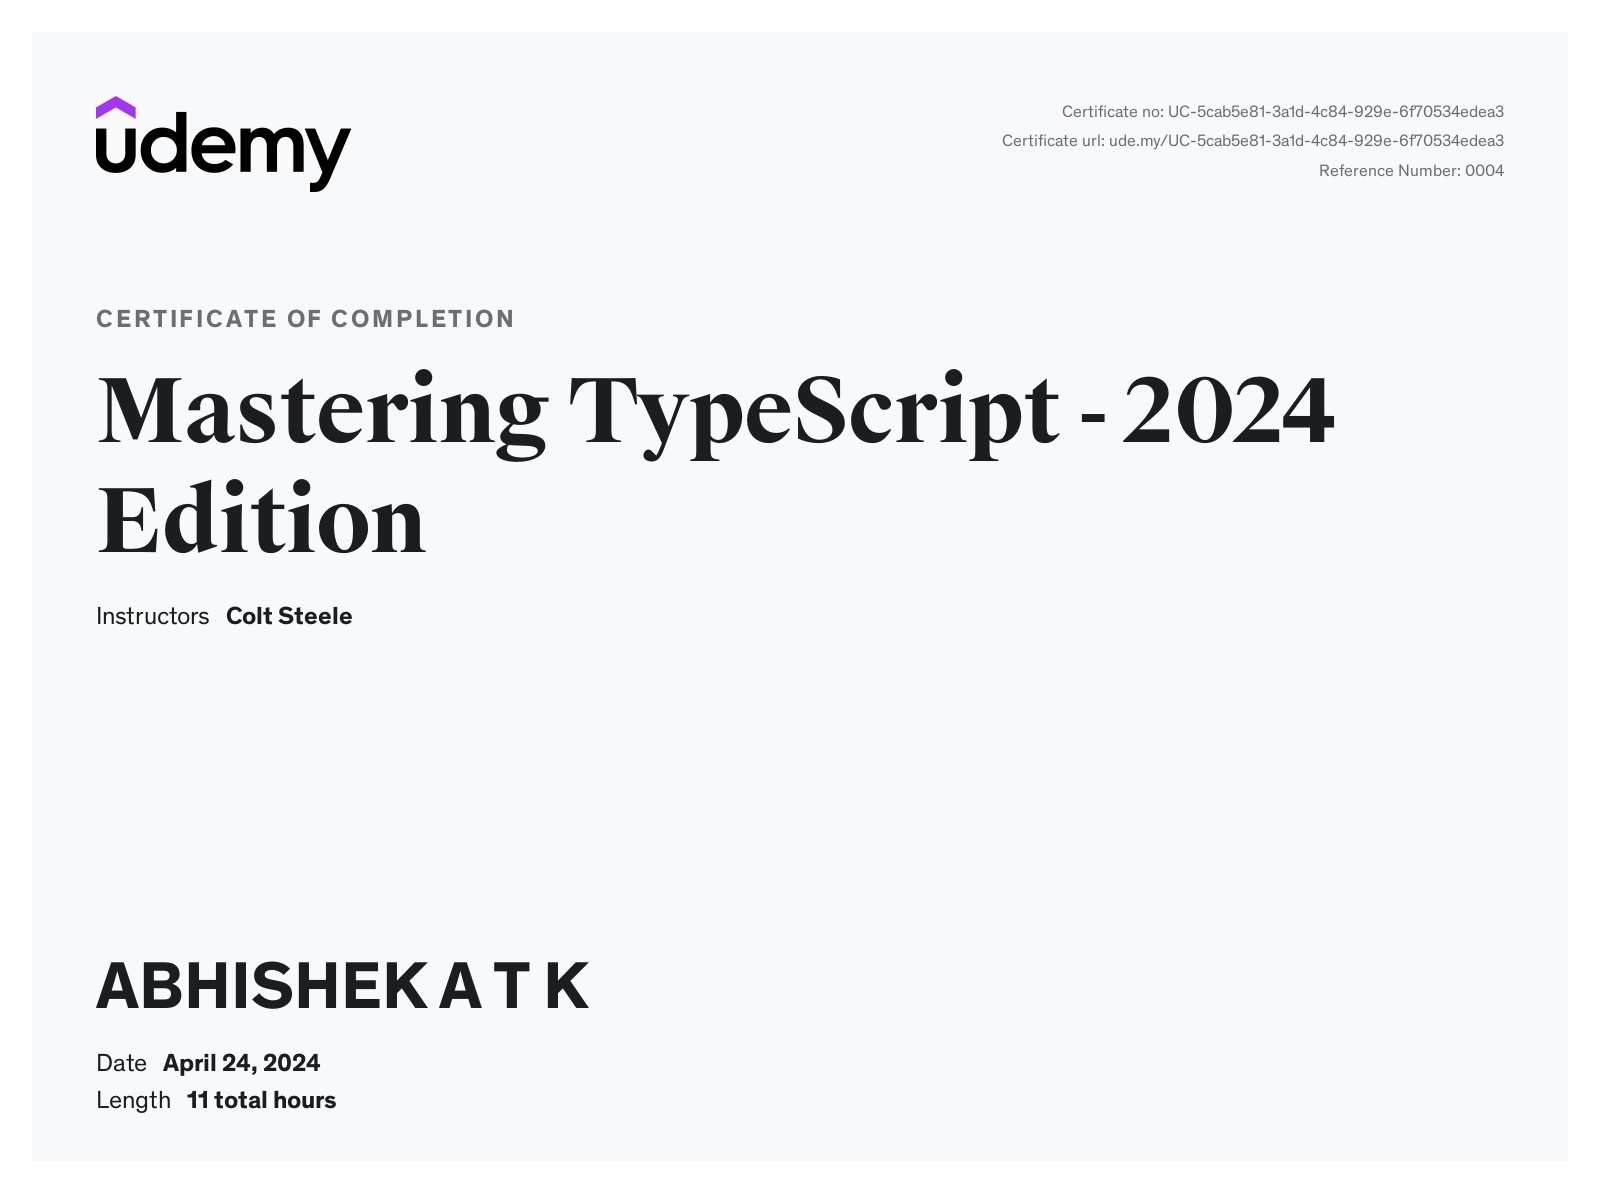 udemy
Certificate no: UC-5cab5e81-3a1d-4c84-929e-6f70534edea3
Certificate url: ude.my/UC-5cab5e81-3a1d-4c84-929e-6f70534edea3
Reference Number: 0004
CERTIFICATE OF COMPLETION
Mastering TypeScript - 2024
Edition
Instructors Colt Steele
ABHISHEK A T K
Date April 24, 2024
Length 11 total hours